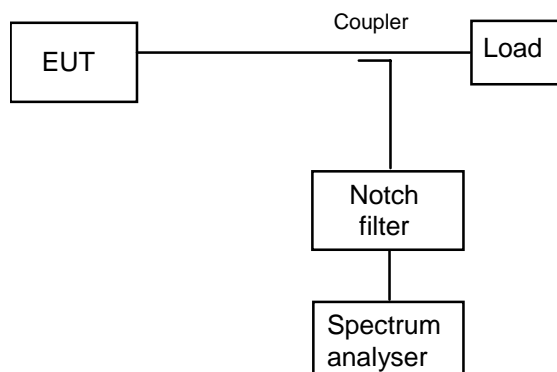 Coupler
EUT
Load
Notch
filter
Spectrum
analyser